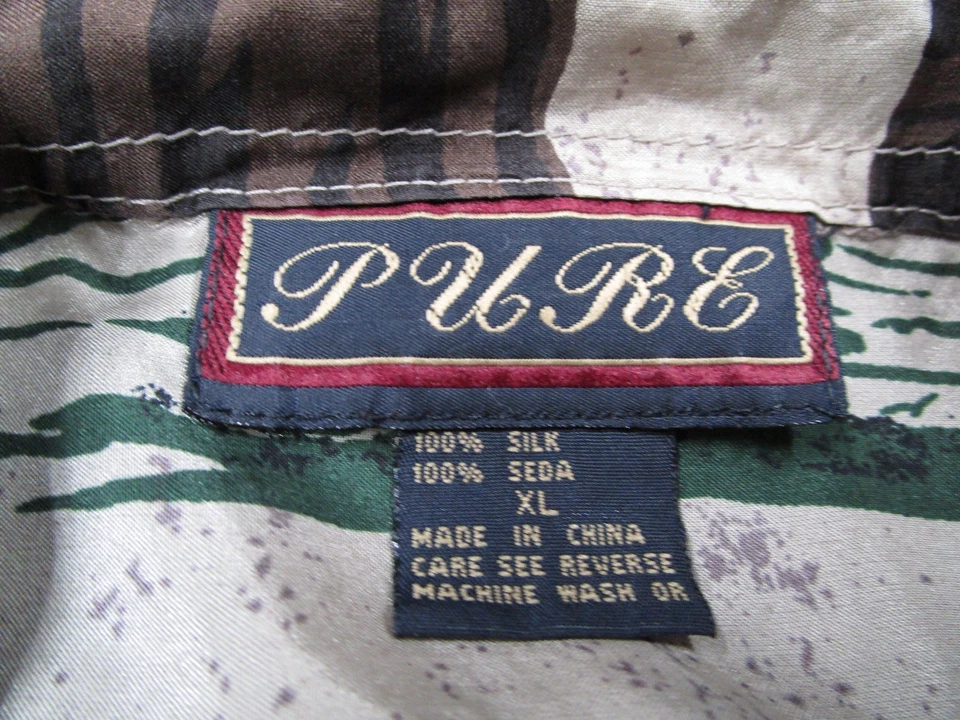 PURE
100% SILK
100% SEDA
XL
MADE IN CHINA
CARE SEE REVERSE
MACHINE WASH OR